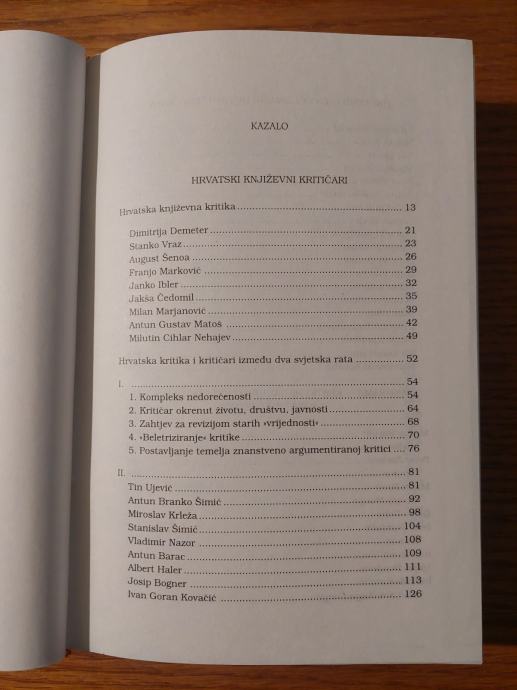 KAZALO
HRVATSKI KNJIŽEVNI KRITIČARI
Hrvatska književna kritika 13
Dimitrija Demeter 21
Stanko Vraz 23
August Šenoa 26
Franjo Marković 29
Janko Ibler 32
Jakša Čedomil 35
Milan Marjanović 39
Antun Gustav Matoš 42
Milutin Cihlar Nehajev 49
Hrvatska kritika i kritičari između dva svjetska rata 52
I. 54
1. Kompleks nedorečenosti 54
2. Kritičar okrenut životu, društvu, javnosti 64
3. Zahtjev za revizijom starih »vrijednosti« 68
4. »Beletriziranje« kritike 70
5. Postavljanje temelja znanstveno argumentiranoj kritici 76
II. 81
Tin Ujević 81
Antun Branko Šimić 92
Miroslav Krleža 98
Stanislav Šimić 104
Vladimir Nazor 108
Antun Barac 109
Albert Haler 111
Josip Bogner 113
Ivan Goran Kovačić 126